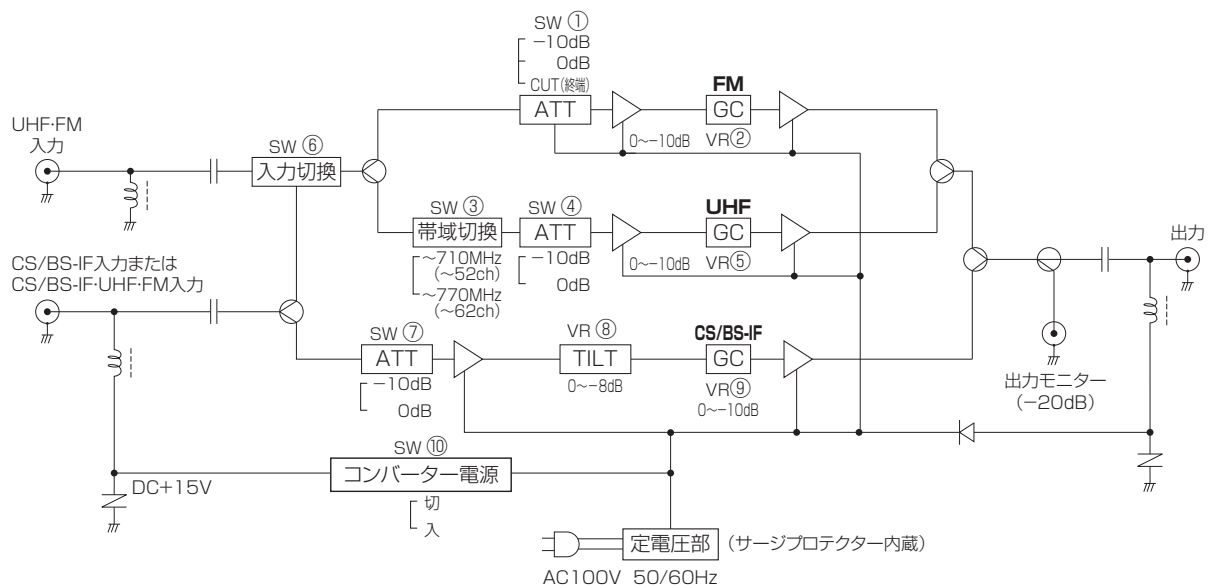 SW ①
−10dB
0dB
CUT(終端)
ATT
FM
GC
0~−10dB
VR②
UHF·FM
入力
SW ⑥
入力切換
SW ③
帯域切換
~710MHz
(~52ch)
~770MHz
(~62ch)
SW ④
ATT
−10dB
0dB
UHF
GC
0~−10dB
VR⑤
出力
CS/BS-IF入力または
CS/BS-IF·UHF·FM入力
SW ⑦
ATT
−10dB
0dB
VR ⑧
TILT
0~−8dB
CS/BS-IF
GC
VR⑨
0~−10dB
出力モニター
(−20dB)
SW ⑩
コンバーター電源
切
入
DC+15V
定電圧部
(サージプロテクター内蔵)
AC100V 50/60Hz